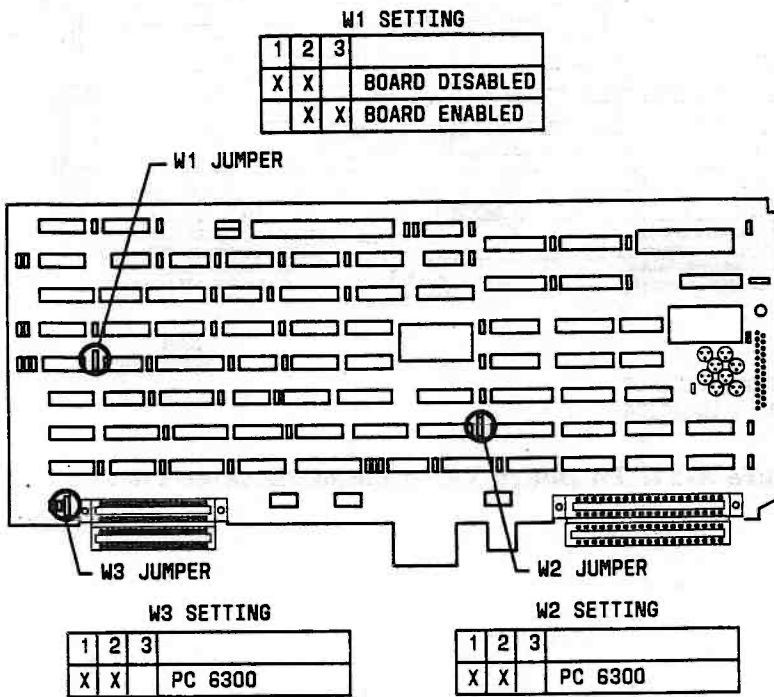 W1 SETTING
1 2 3
X X BOARD DISABLED
X X BOARD ENABLED
W1 JUMPER
W3 JUMPER
W2 JUMPER
W3 SETTING
1 2 3
X X PC 6300
W2 SETTING
1 2 3
X X PC 6300